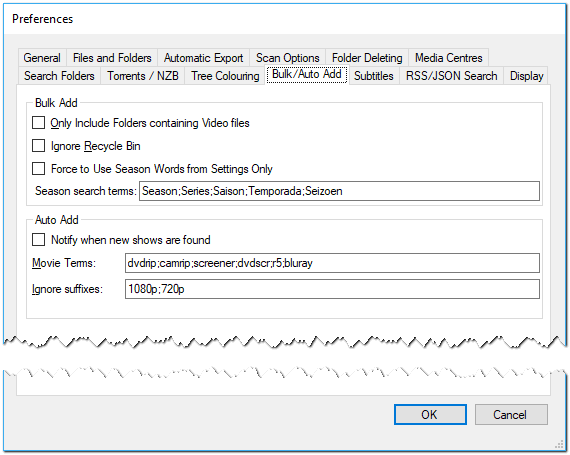 Preferences
General Files and Folders Automatic Export Scan Options Folder Deleting Media Centres
Search Folders Torrents / NZB Tree Colouring Bulk/Auto Add Subtitles RSS/JSON Search Display
Bulk Add
Only Include Folders containing Video files
Ignore Recycle Bin
Force to Use Season Words from Settings Only
Season search terms: Season;Series;Saison;Temporada;Seizoen
Auto Add
Notify when new shows are found
Movie Terms: dvdrip;camrip;screener;dvdscr;r5;bluray
Ignore suffixes: 1080p;720p
OK Cancel